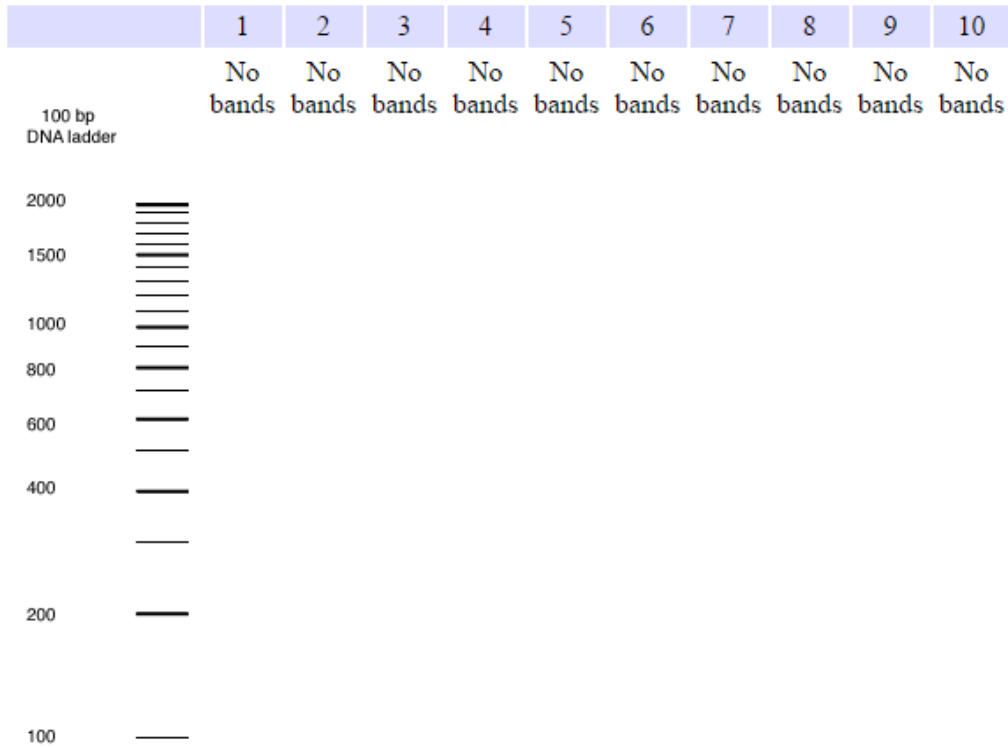 1 2 3 4 5 6 7 8 9 10
No No No No No No No No No No
bands bands bands bands bands bands bands bands bands bands
100 bp
DNA ladder
2000
1500
1000
800
600
400
200
100